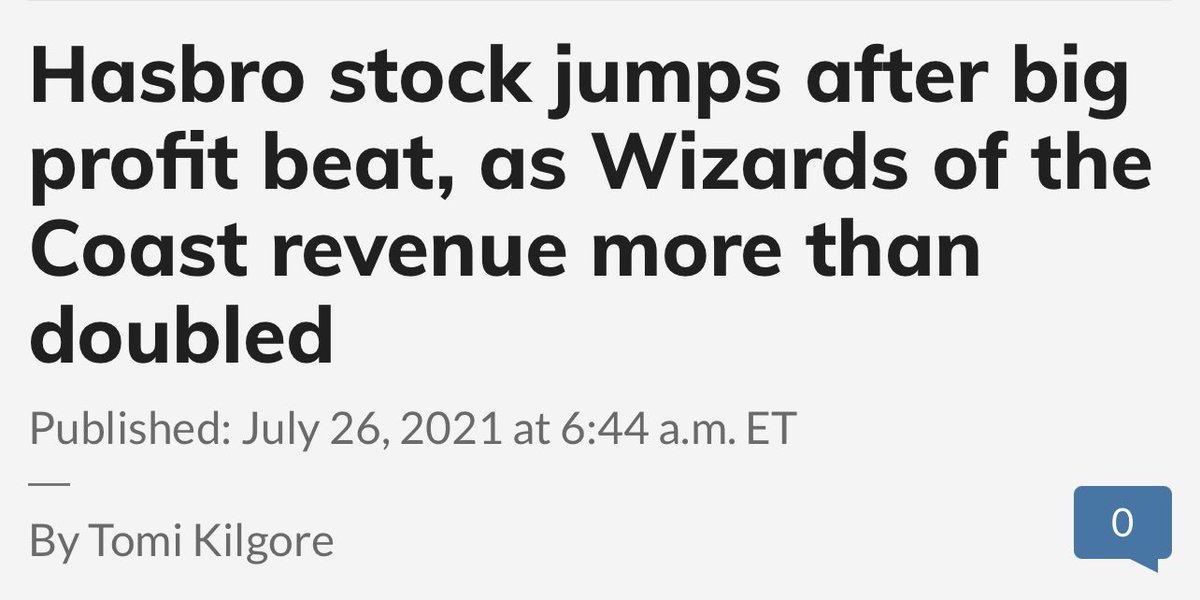 Hasbro stock jumps after big
profit beat, as Wizards of the
Coast revenue more than
doubled
Published: July 26, 2021 at 6:44 a.m. ET
By Tomi Kilgore
0